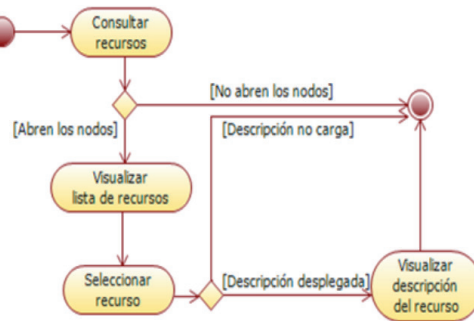 Consultar
recursos
[No abren los nodos]
[Abren los nodos]
[Descripción no carga]
Visualizar
lista de recursos
Seleccionar
recurso
[Descripción desplegada]
Visualizar
descripción
del recurso